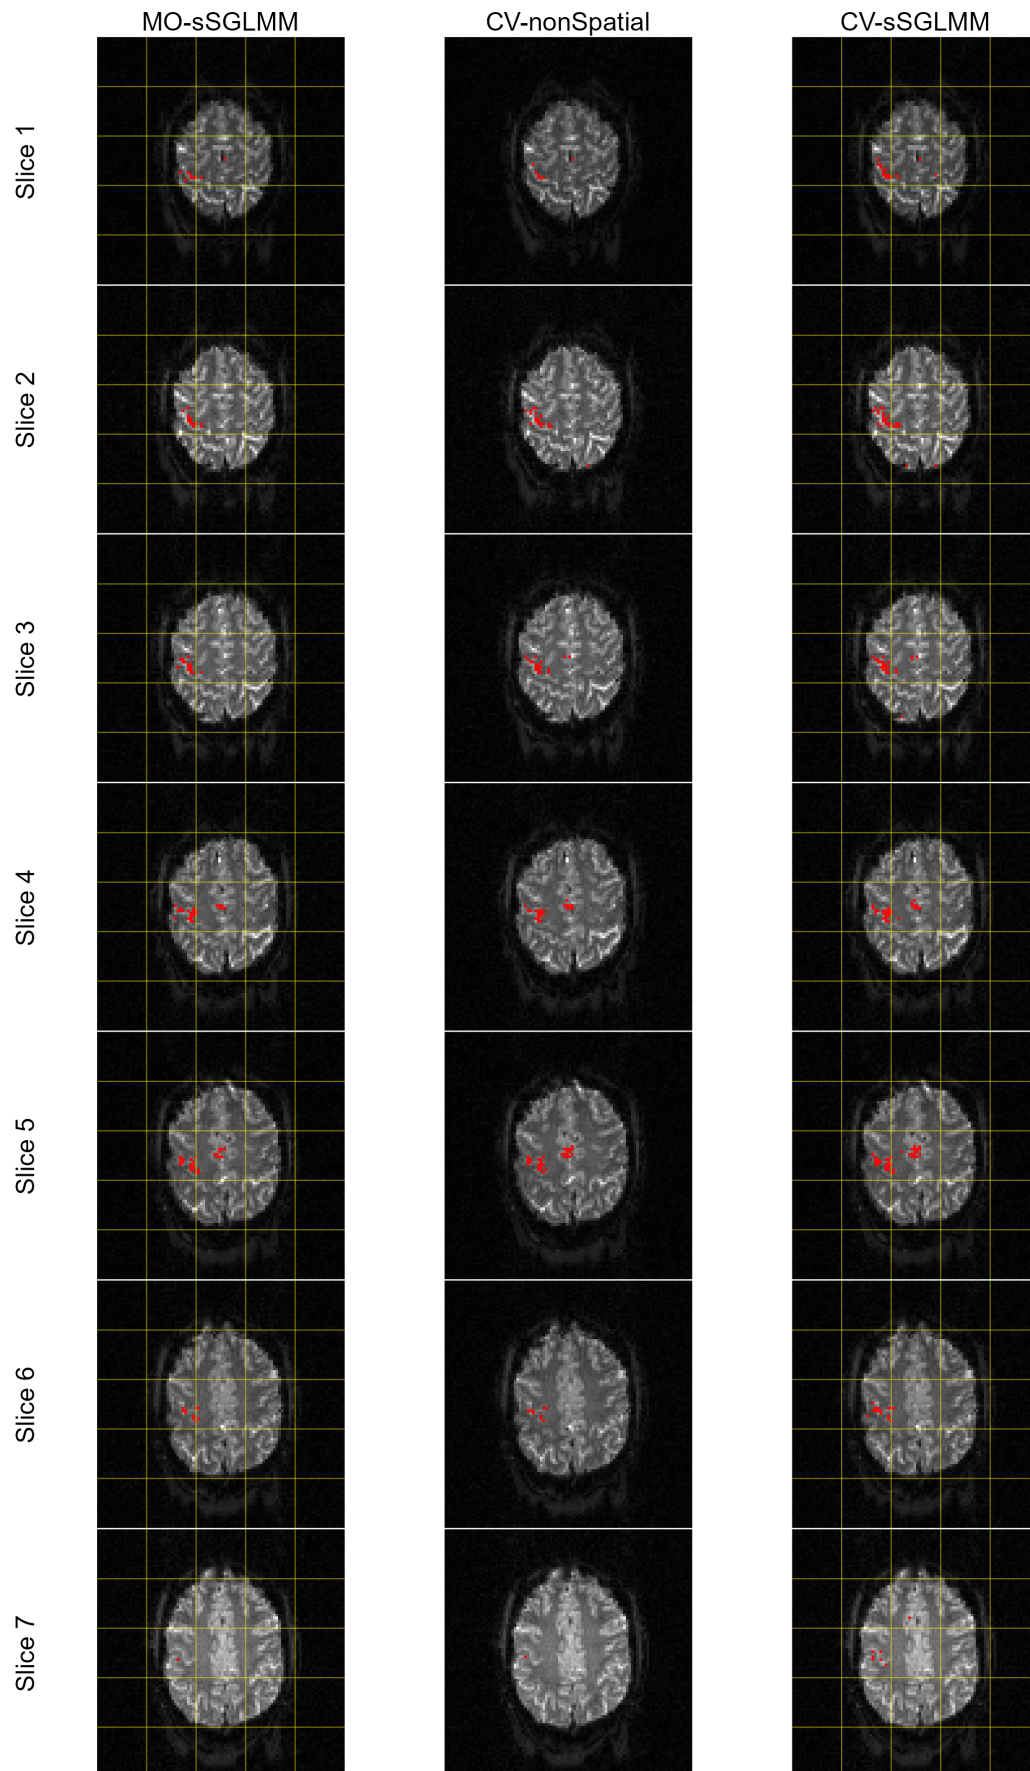 MO-sSGLMM CV-nonSpatial CV-sSGLMM
Slice 1
Slice 2
Slice 3
Slice 4
Slice 5
Slice 6
Slice 7